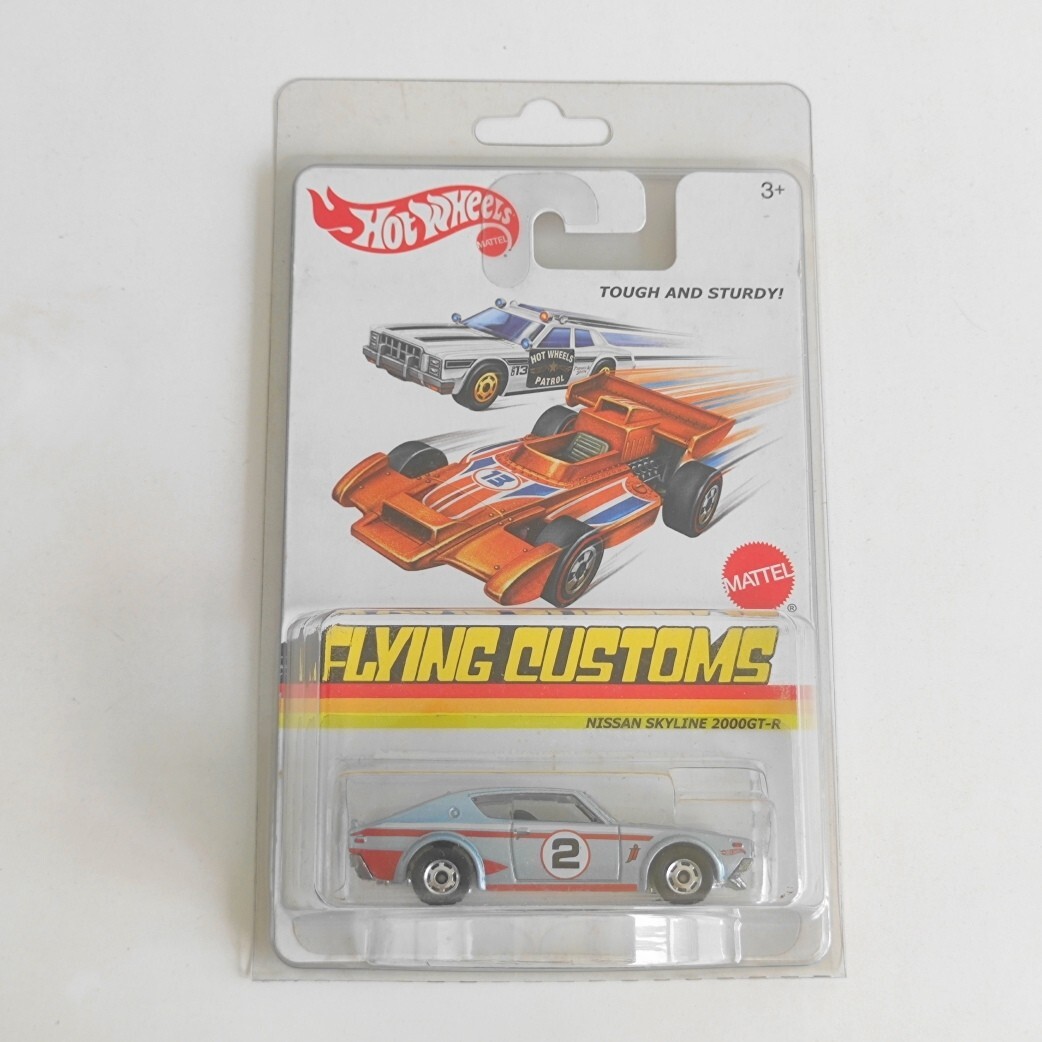 HOT WHEELS
MATTEL
3+
TOUGH AND STURDY!
13
HOT WHEELS
PATROL
13
MATTEL
®
FLYING CUSTOMS
NISSAN SKYLINE 2000GT-R
2